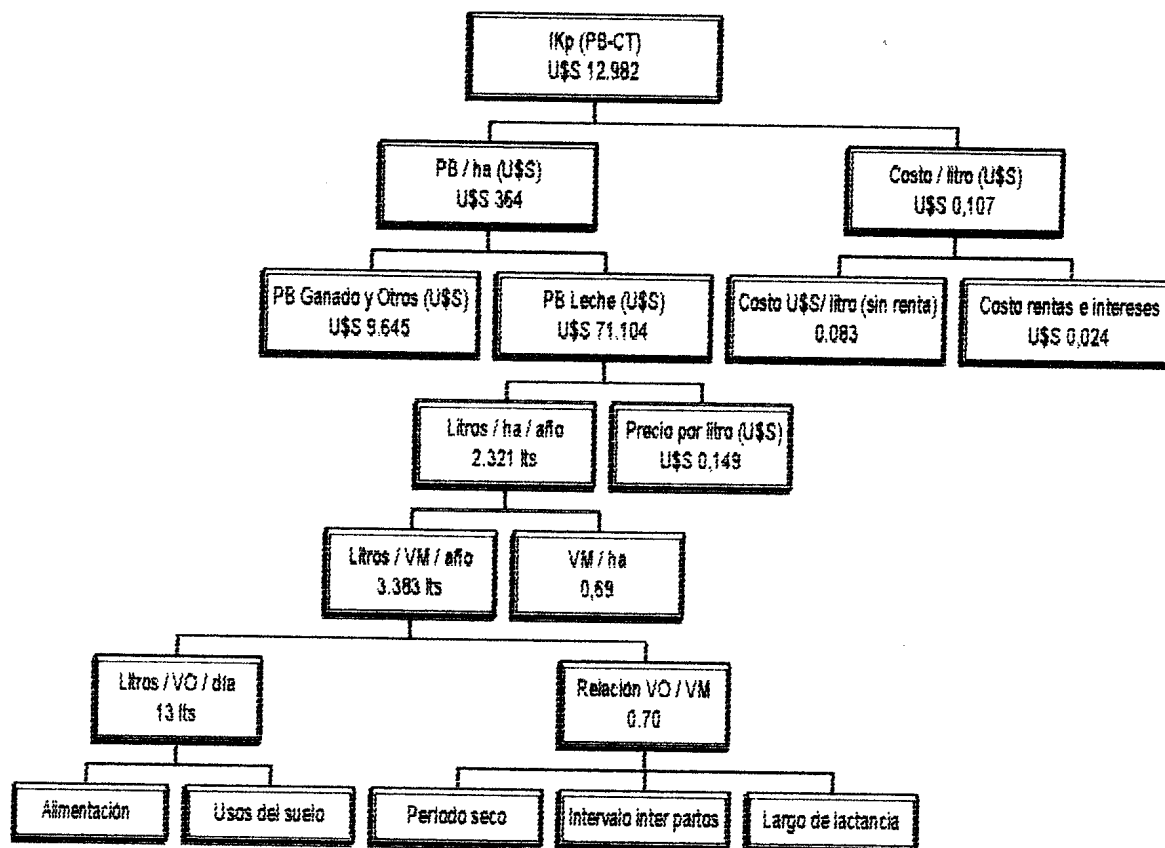 IKp (PB-CT)
U$S 12.982
PB / ha (U$S)
U$S 364
Costo / litro (U$S)
U$S 0,107
PB Ganado y Otros (U$S)
U$S 9.645
PB Leche (U$S)
U$S 71.104
Costo U$S/ litro (sin renta)
0.083
Costo rentas e intereses
U$S 0,024
Litros / ha / año
2.321 lts
Precio por litro (U$S)
U$S 0,149
Litros / VM / año
3.383 lts
VM / ha
0,69
Litros / VO / día
13 lts
Relación VO / VM
0.70
Alimentación
Usos del suelo
Período seco
Intervalo inter partos
Largo de lactancia